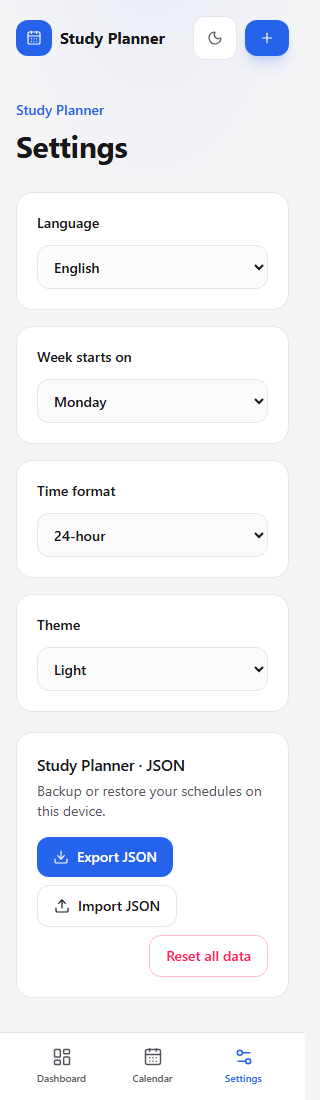 Study Planner
Study Planner
Settings
Language
English
Week starts on
Monday
Time format
24-hour
Theme
Light
Study Planner · JSON
Backup or restore your schedules on
this device.
Export JSON
Import JSON
Reset all data
Dashboard
Calendar
Settings